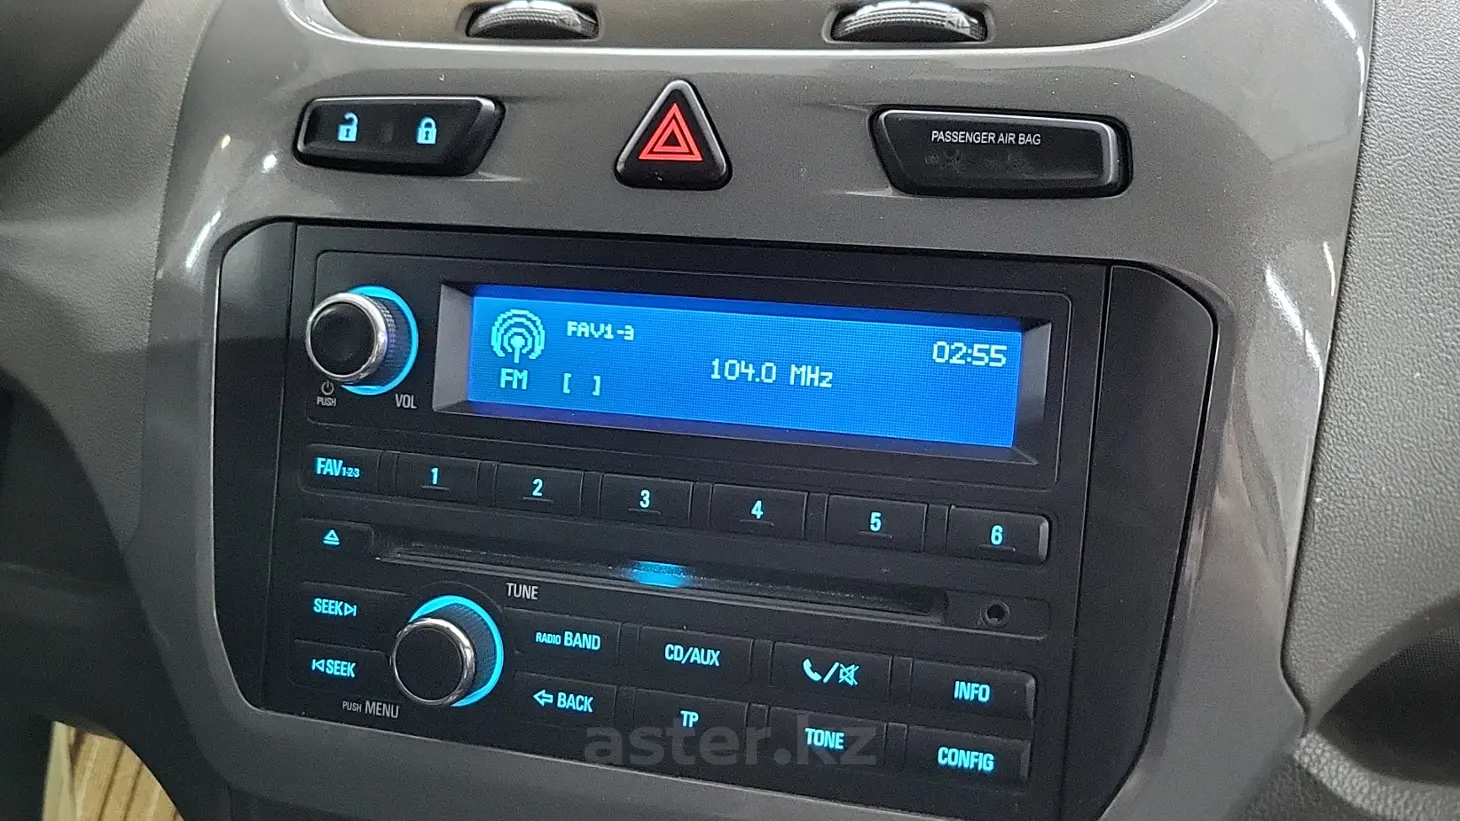 PASSENGER AIR BAG
FAV1-3
02:55
104.0 MHz
FM [ ]
PUSH
VOL
FAV1-2-3
1
2
3
4
5
6
TUNE
SEEK
RADIO BAND
CD/AUX
INFO
SEEK
BACK
PUSH MENU
TP
TONE
CONFIG
aster.kz